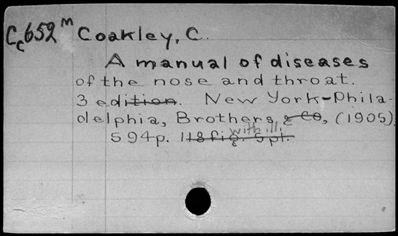 Cc652m Coakley, C.
A manual of diseases
of the nose and throat.
3 edition. New York-Phila-
delphia, Brothers & Co, (1905)
with illi
594p. 118 fig. 5 pl.